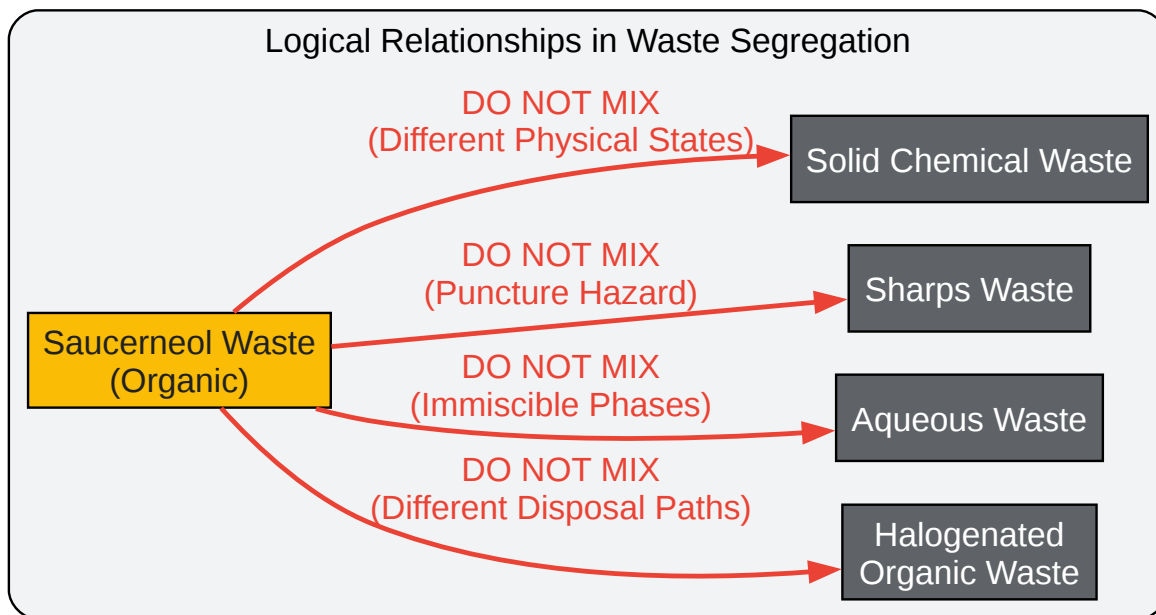 Logical Relationships in Waste Segregation
DO NOT MIX
(Different Physical States)
Solid Chemical Waste
DO NOT MIX
(Puncture Hazard)
Sharps Waste
Saucerneol Waste
(Organic)
DO NOT MIX
(Immiscible Phases)
Aqueous Waste
DO NOT MIX
(Different Disposal Paths)
Halogenated
Organic Waste